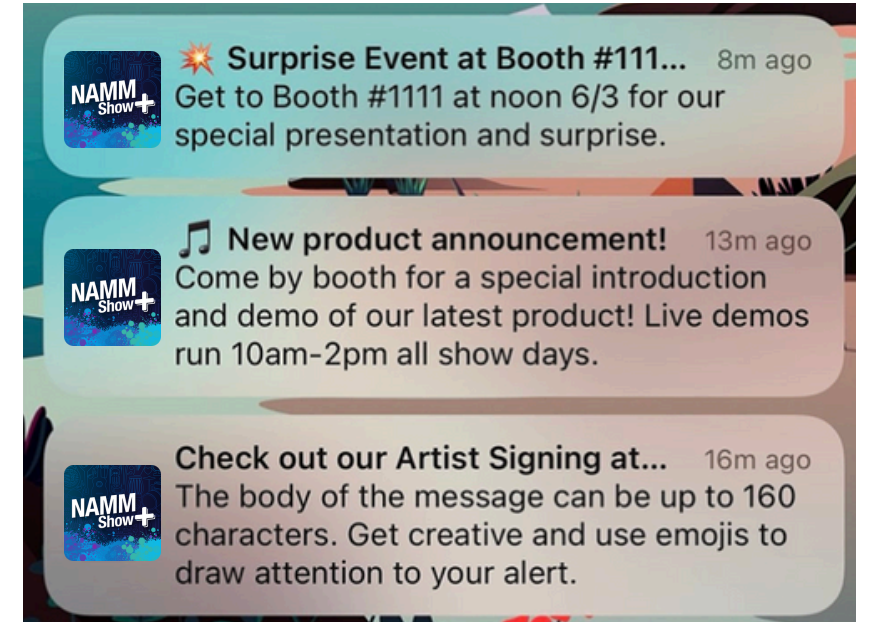 NAMM
Show+
💥 Surprise Event at Booth #111... 8m ago
Get to Booth #1111 at noon 6/3 for our
special presentation and surprise.
NAMM
Show+
🎵 New product announcement! 13m ago
Come by booth for a special introduction
and demo of our latest product! Live demos
run 10am-2pm all show days.
NAMM
Show+
Check out our Artist Signing at... 16m ago
The body of the message can be up to 160
characters. Get creative and use emojis to
draw attention to your alert.